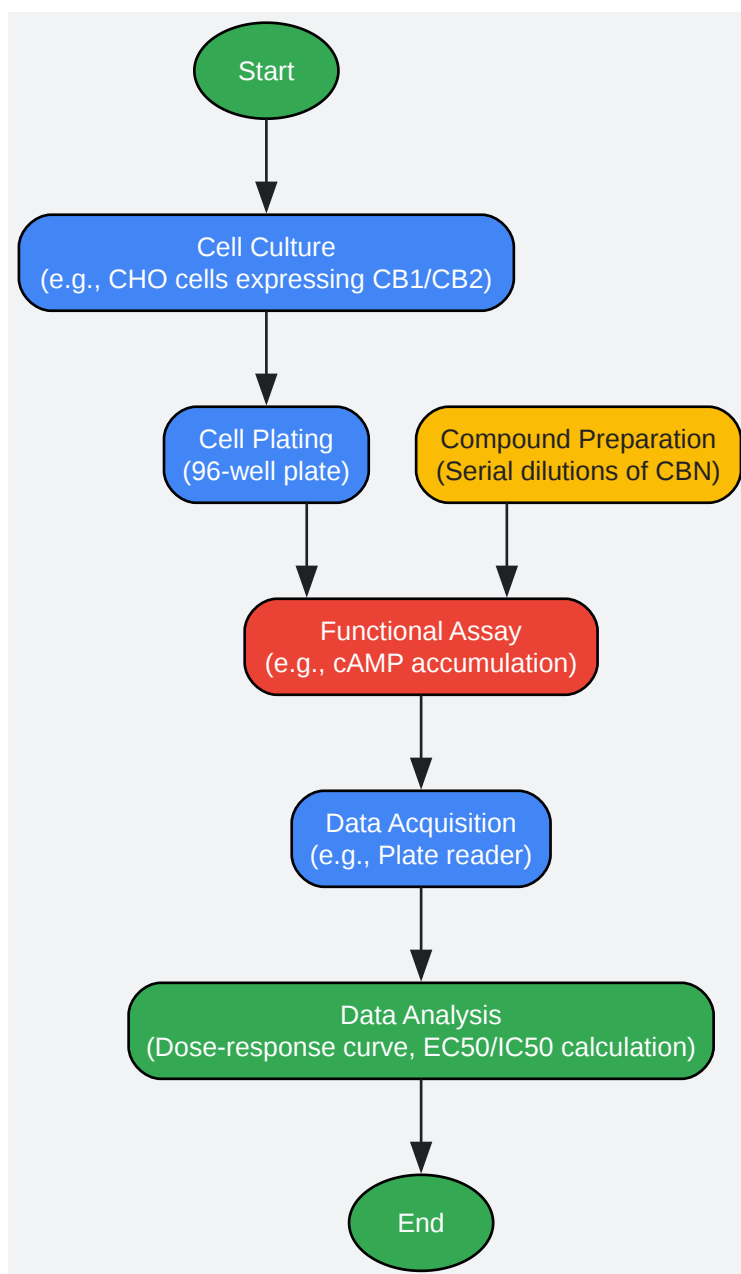 Start
Cell Culture
(e.g., CHO cells expressing CB1/CB2)
Cell Plating
(96-well plate)
Compound Preparation
(Serial dilutions of CBN)
Functional Assay
(e.g., cAMP accumulation)
Data Acquisition
(e.g., Plate reader)
Data Analysis
(Dose-response curve, EC50/IC50 calculation)
End